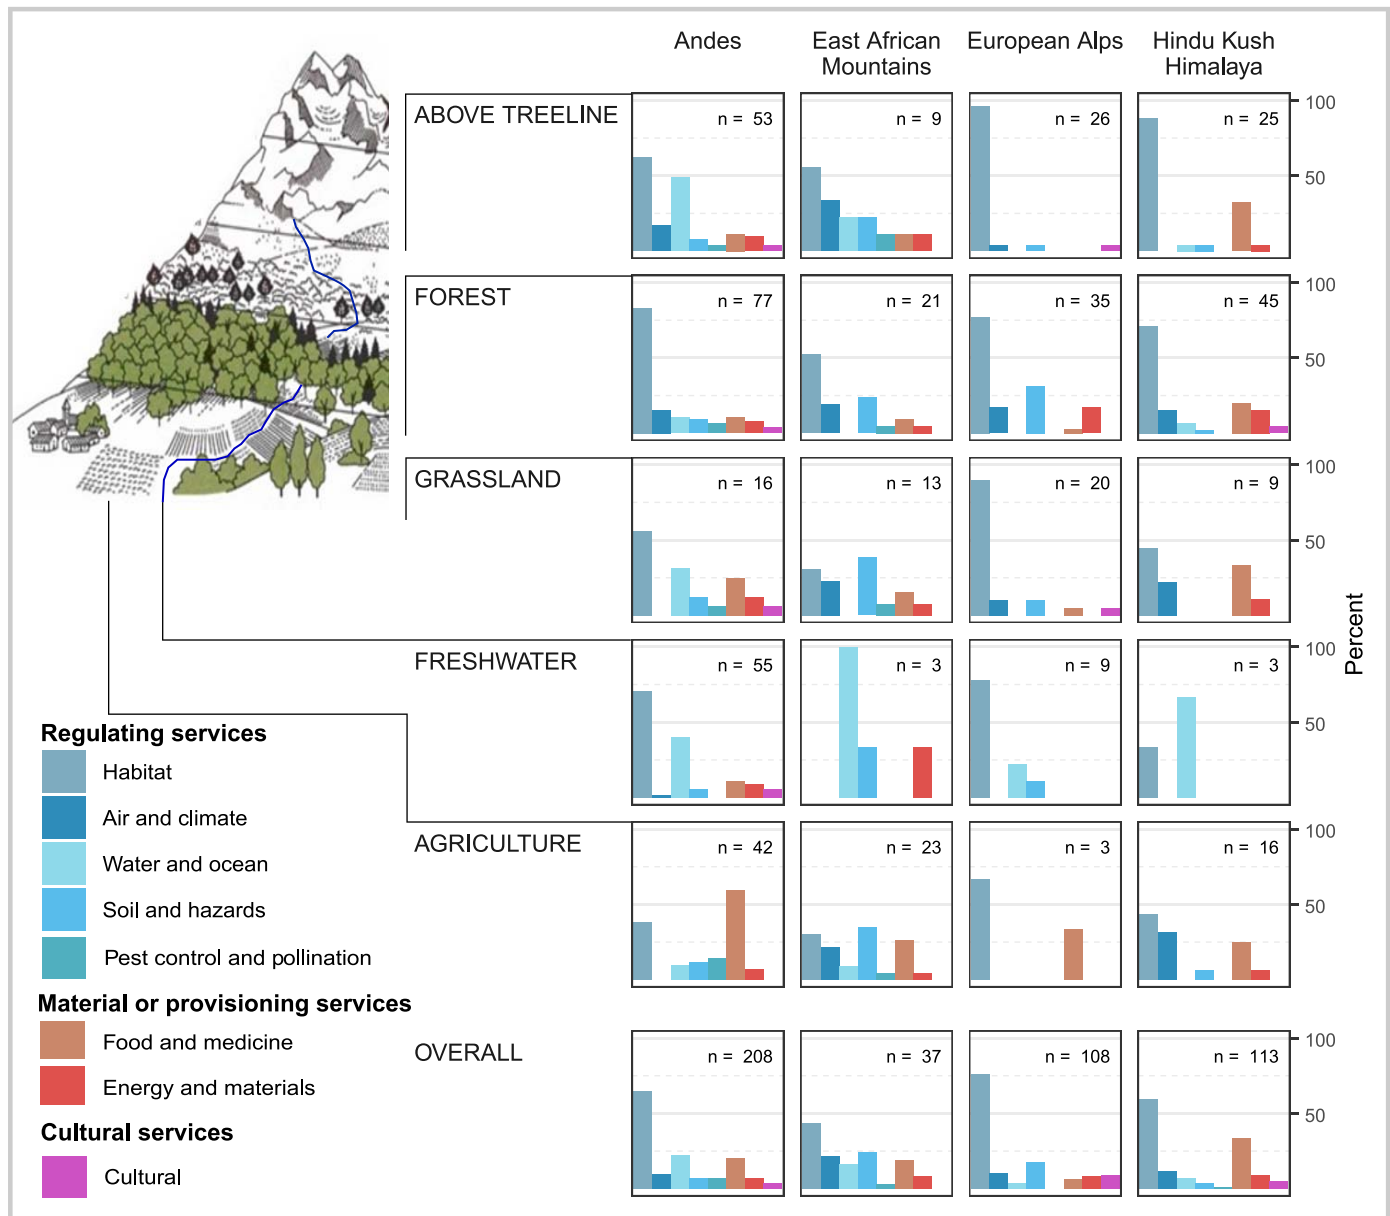 Andes
East African
Mountains
European Alps
Hindu Kush
Himalaya
ABOVE TREELINE
n = 53
n = 9
n = 26
n = 25
100
50
FOREST
n = 77
n = 21
n = 35
n = 45
100
50
GRASSLAND
n = 16
n = 13
n = 20
n = 9
100
50
FRESHWATER
n = 55
n = 3
n = 9
n = 3
100
50
AGRICULTURE
n = 42
n = 23
n = 3
n = 16
100
50
OVERALL
n = 208
n = 37
n = 108
n = 113
100
50
Percent
Regulating services
Habitat
Air and climate
Water and ocean
Soil and hazards
Pest control and pollination
Material or provisioning services
Food and medicine
Energy and materials
Cultural services
Cultural